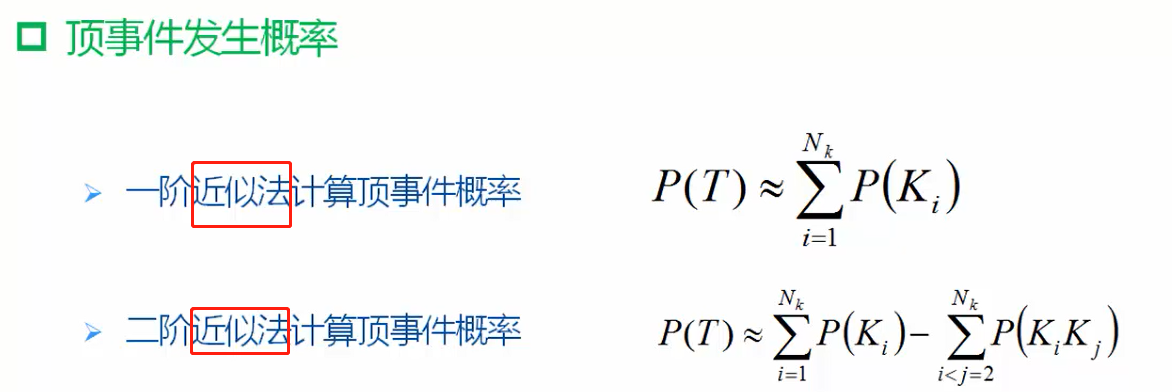 顶事件发生概率
一阶近似法计算顶事件概率 P(T) ≈ \sum_{i=1}^{N_k} P(K_i)
二阶近似法计算顶事件概率 P(T) ≈ \sum_{i=1}^{N_k} P(K_i) - \sum_{i<j=2}^{N_k} P(K_i K_j)